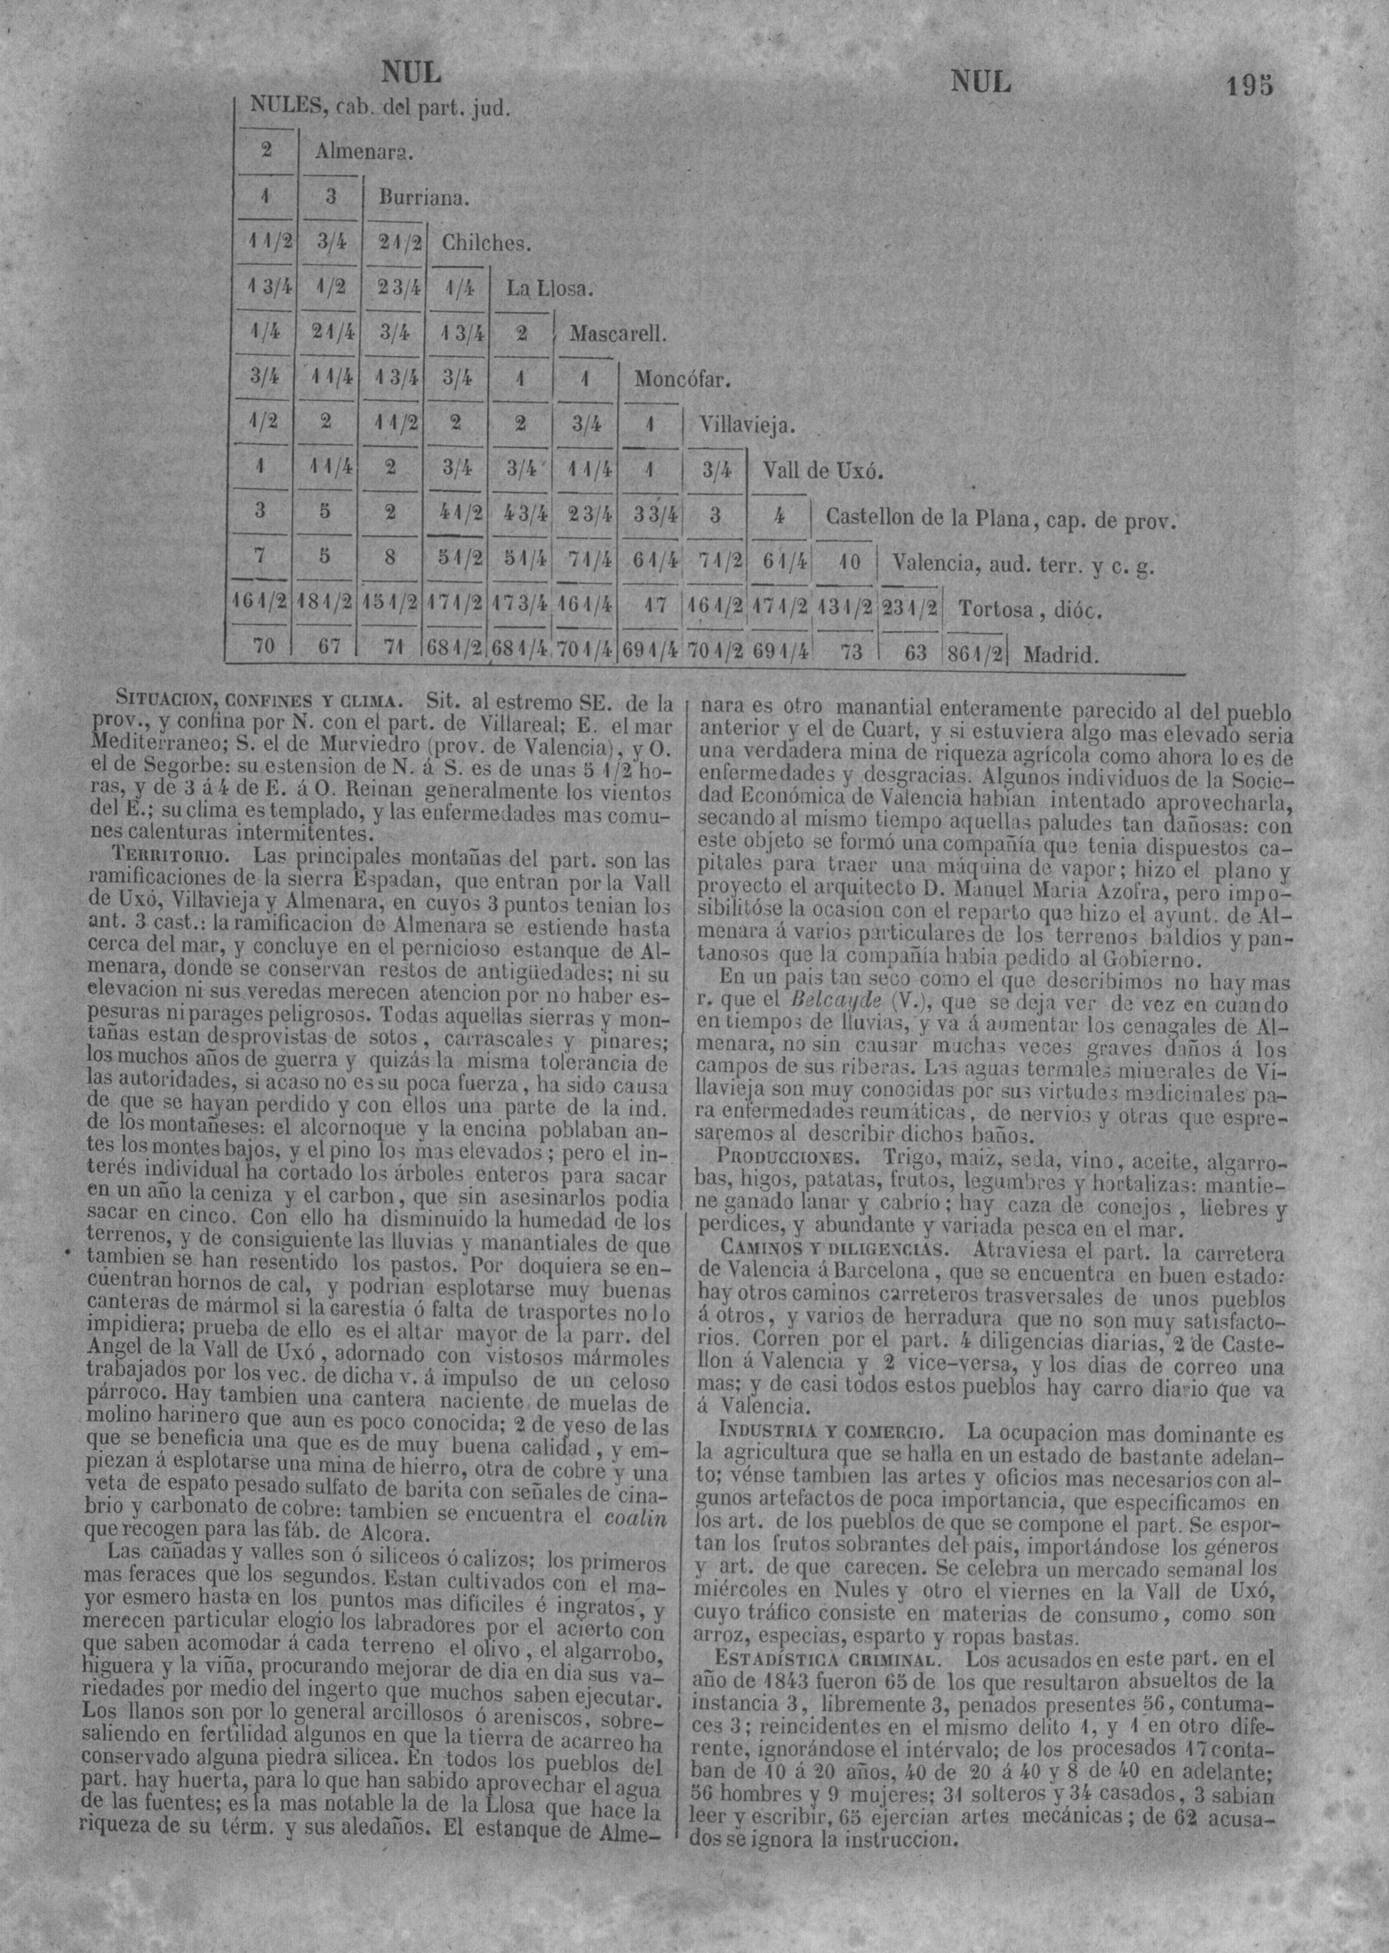 NUL
NUL 195
NULES, cab. del part. jud.
2 Almenara.
1 3 Burriana.
1 1/2 3/4 2 1/2 Chilches.
1 3/4 1/2 2 3/4 1/4 La Llosa.
1/4 2 1/4 3/4 1 3/4 2 Mascarell.
3/4 1 1/4 1 3/4 3/4 1 1 Moncófar.
1/2 2 1 1/2 2 2 3/4 1 Villavieja.
1 1 1/4 2 3/4 3/4 1 1/4 1 3/4 Vall de Uxó.
3 5 2 4 1/2 4 3/4 2 3/4 3 3/4 3 4 Castellon de la Plana, cap. de prov.
7 5 8 5 1/2 5 1/4 7 1/4 6 1/4 7 1/2 6 1/4 10 Valencia, aud. terr. y c. g.
16 1/2 18 1/2 15 1/2 17 1/2 17 3/4 16 1/4 17 16 1/2 17 1/2 13 1/2 23 1/2 Tortosa, dióc.
70 67 71 68 1/2 68 1/4 70 1/4 69 1/4 70 1/2 69 1/4 73 63 86 1/2 Madrid.
SITUACION, CONFINES Y CLIMA. Sit. al estremo SE. de la
prov., y confina por N. con el part. de Villareal; E. el mar
Mediterraneo; S. el de Murviedro (prov. de Valencia), y O.
el de Segorbe: su estension de N. á S. es de unas 5 1/2 ho-
ras, y de 3 á 4 de E. á O. Reinan generalmente los vientos
del E.; su clima es templado, y las enfermedades mas comu-
nes calenturas intermitentes.
TERRITORIO. Las principales montañas del part. son las
ramificaciones de la sierra Espadan, que entran por la Vall
de Uxó, Villavieja y Almenara, en cuyos 3 puntos tenian los
ant. 3 cast.: la ramificacion de Almenara se estiende hasta
cerca del mar, y concluye en el pernicioso estanque de Al-
menara, donde se conservan restos de antigüedades; ni su
elevacion ni sus veredas merecen atencion por no haber es-
pesuras ni parages peligrosos. Todas aquellas sierras y mon-
tañas estan desprovistas de sotos, carrascales y pinares;
los muchos años de guerra y quizás la misma tolerancia de
las autoridades, si acaso no es su poca fuerza, ha sido causa
de que se hayan perdido y con ellos una parte de la ind.
de los montañeses: el alcornoque y la encina poblaban an-
tes los montes bajos, y el pino los mas elevados; pero el in-
terés individual ha cortado los árboles enteros para sacar
en un año la ceniza y el carbon, que sin asesinarlos podia
sacar en cinco. Con ello ha disminuido la humedad de los
terrenos, y de consiguiente las lluvias y manantiales de que
tambien se han resentido los pastos. Por doquiera se en-
cuentran hornos de cal, y podrian esplotarse muy buenas
canteras de mármol si la carestia ó falta de trasportes no lo
impidiera; prueba de ello es el altar mayor de la parr. del
Angel de la Vall de Uxó, adornado con vistosos mármoles
trabajados por los vec. de dicha v. á impulso de un celoso
párroco. Hay tambien una cantera naciente de muelas de
molino harinero que aun es poco conocida; 2 de yeso de las
que se beneficia una que es de muy buena calidad, y em-
piezan á esplotarse una mina de hierro, otra de cobre y una
veta de espato pesado sulfato de barita con señales de cina-
brio y carbonato de cobre: tambien se encuentra el coalin
que recogen para las fáb. de Alcora.
Las cañadas y valles son ó siliceos ó calizos; los primeros
mas feraces que los segundos. Estan cultivados con el ma-
yor esmero hasta en los puntos mas dificiles é ingratos, y
merecen particular elogio los labradores por el acierto con
que saben acomodar á cada terreno el olivo, el algarrobo,
higuera y la viña, procurando mejorar de dia en dia sus va-
riedades por medio del ingerto que muchos saben ejecutar.
Los llanos son por lo general arcillosos ó areniscos, sobre-
saliendo en fertilidad algunos en que la tierra de acarreo ha
conservado alguna piedra silicea. En todos los pueblos del
part. hay huerta, para lo que han sabido aprovechar el agua
de las fuentes; es la mas notable la de la Llosa que hace la
riqueza de su térm. y sus aledaños. El estanque de Alme-
nara es otro manantial enteramente parecido al del pueblo
anterior y el de Cuart, y si estuviera algo mas elevado seria
una verdadera mina de riqueza agrícola como ahora lo es de
enfermedades y desgracias. Algunos individuos de la Socie-
dad Económica de Valencia habian intentado aprovecharla,
secando al mismo tiempo aquellas paludes tan dañosas: con
este objeto se formó una compañía que tenia dispuestos ca-
pitales para traer una máquina de vapor; hizo el plano y
proyecto el arquitecto D. Manuel Maria Azofra, pero impo-
sibilitóse la ocasion con el reparto que hizo el ayunt. de Al-
menara á varios particulares de los terrenos baldios y pan-
tanosos que la compañía habia pedido al Gobierno.
En un pais tan seco como el que describimos no hay mas
r. que el Belcayde (V.), que se deja ver de vez en cuando
en tiempos de lluvias, y va á aumentar los cenagales de Al-
menara, no sin causar muchas veces graves daños á los
campos de sus riberas. Las aguas termales minerales de Vi-
llavieja son muy conocidas por sus virtudes medicinales pa-
ra enfermedades reumáticas, de nervios y otras que espre-
saremos al describir dichos baños.
PRODUCCIONES. Trigo, maiz, seda, vino, aceite, algarro-
bas, higos, patatas, frutos, legumbres y hortalizas: mantie-
ne ganado lanar y cabrío; hay caza de conejos, liebres y
perdices, y abundante y variada pesca en el mar.
CAMINOS Y DILIGENCIAS. Atraviesa el part. la carretera
de Valencia á Barcelona, que se encuentra en buen estado:
hay otros caminos carreteros trasversales de unos pueblos
á otros, y varios de herradura que no son muy satisfacto-
rios. Corren por el part. 4 diligencias diarias, 2 de Caste-
llon á Valencia y 2 vice-versa, y los dias de correo una
mas; y de casi todos estos pueblos hay carro diario que va
á Valencia.
INDUSTRIA Y COMERCIO. La ocupacion mas dominante es
la agricultura que se halla en un estado de bastante adelan-
to; vénse tambien las artes y oficios mas necesarios con al-
gunos artefactos de poca importancia, que especificamos en
los art. de los pueblos de que se compone el part. Se espor-
tan los frutos sobrantes del pais, importándose los géneros
y art. de que carecen. Se celebra un mercado semanal los
miércoles en Nules y otro el viernes en la Vall de Uxó,
cuyo tráfico consiste en materias de consumo, como son
arroz, especias, esparto y ropas bastas.
ESTADÍSTICA CRIMINAL. Los acusados en este part. en el
año de 1843 fueron 65 de los que resultaron absueltos de la
instancia 3, libremente 3, penados presentes 56, contuma-
ces 3; reincidentes en el mismo delito 1, y 1 en otro dife-
rente, ignorándose el intérvalo; de los procesados 17 conta-
ban de 10 á 20 años, 40 de 20 á 40 y 8 de 40 en adelante;
56 hombres y 9 mujeres; 31 solteros y 34 casados, 3 sabian
leer y escribir, 65 ejercian artes mecánicas; de 62 acusa-
dos se ignora la instruccion.